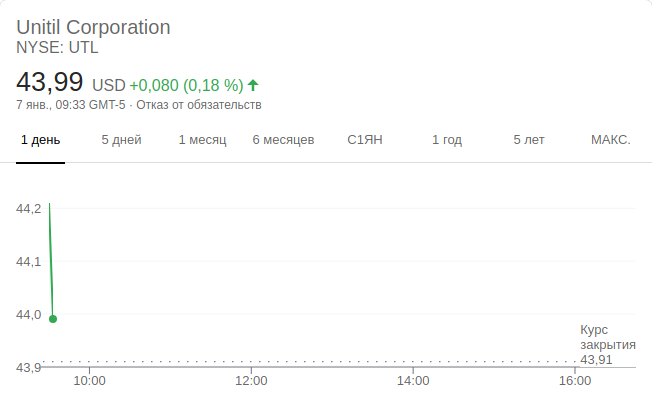 Unitil Corporation
NYSE: UTL
43,99 USD +0,080 (0,18 %)
7 янв., 09:33 GMT-5 · Отказ от обязательств
1 день 5 дней 1 месяц 6 месяцев С1ЯН 1 год 5 лет МАКС.
44,2
44,1
44,0
43,9
Курс
закрытия
43,91
10:00 12:00 14:00 16:00